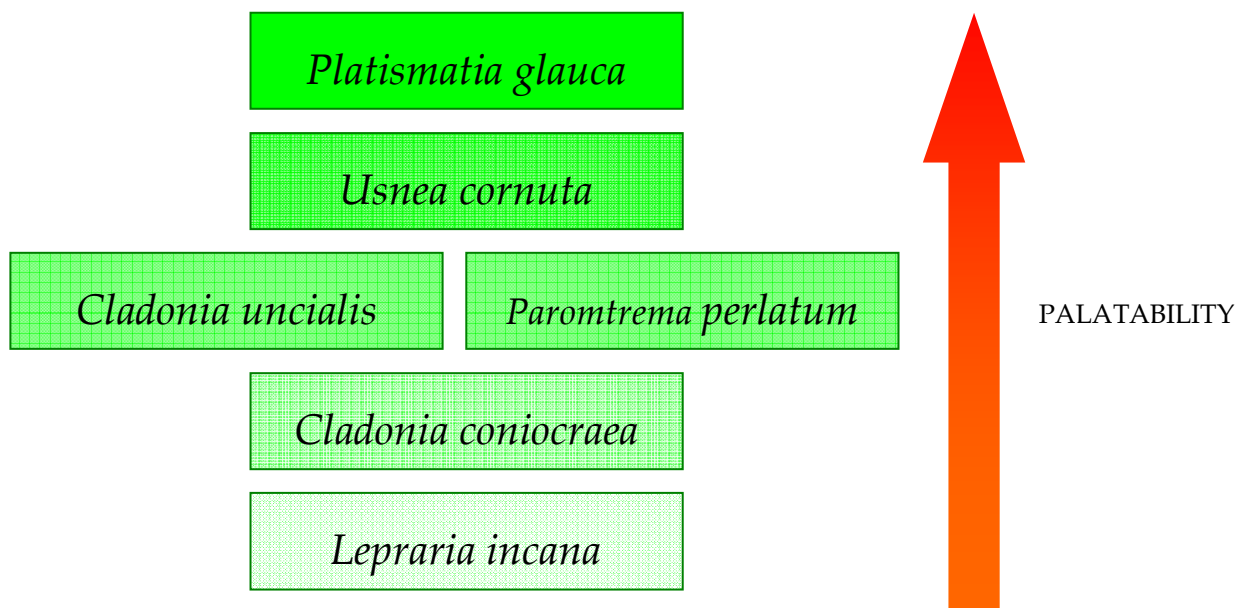 Platismatia glauca
Usnea cornuta
Cladonia uncialis
Paromtrema perlatum
PALATABILITY
Cladonia coniocraea
Lepraria incana